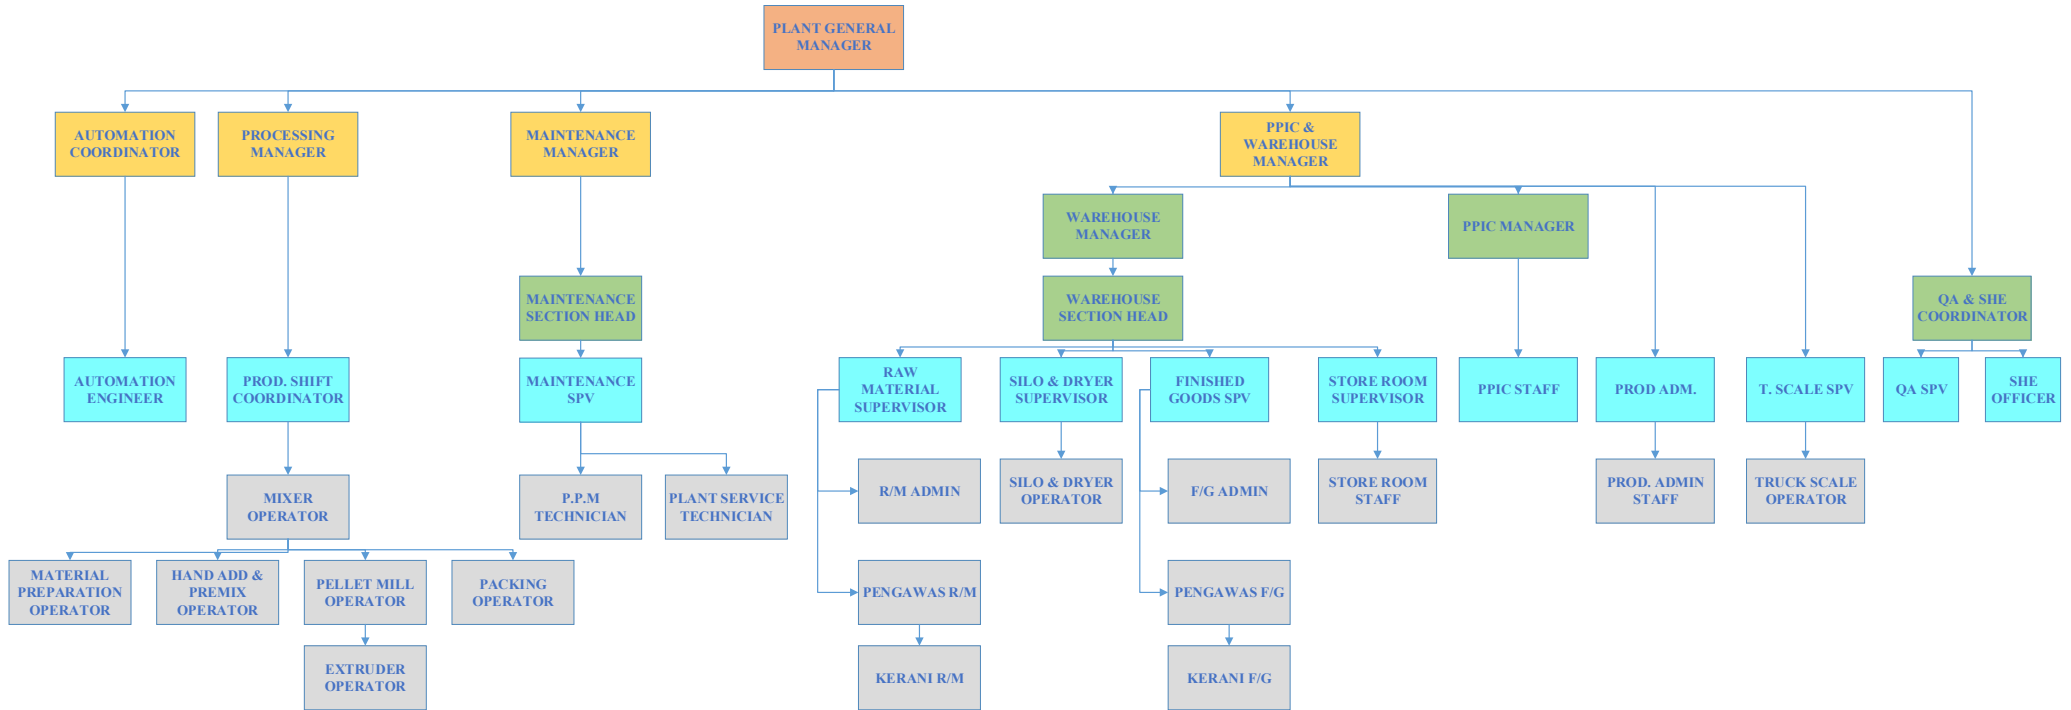 PLANT GENERAL
MANAGER
AUTOMATION
COORDINATOR
PROCESSING
MANAGER
MAINTENANCE
MANAGER
PPIC &
WAREHOUSE
MANAGER
WAREHOUSE
MANAGER
PPIC MANAGER
MAINTENANCE
SECTION HEAD
WAREHOUSE
SECTION HEAD
QA & SHE
COORDINATOR
AUTOMATION
ENGINEER
PROD. SHIFT
COORDINATOR
MAINTENANCE
SPV
RAW
MATERIAL
SUPERVISOR
SILO & DRYER
SUPERVISOR
FINISHED
GOODS SPV
STORE ROOM
SUPERVISOR
PPIC STAFF
PROD ADM.
T. SCALE SPV
QA SPV
SHE
OFFICER
MIXER
OPERATOR
P.P.M
TECHNICIAN
PLANT SERVICE
TECHNICIAN
R/M ADMIN
SILO & DRYER
OPERATOR
F/G ADMIN
STORE ROOM
STAFF
PROD. ADMIN
STAFF
TRUCK SCALE
OPERATOR
MATERIAL
PREPARATION
OPERATOR
HAND ADD &
PREMIX
OPERATOR
PELLET MILL
OPERATOR
PACKING
OPERATOR
PENGAWAS R/M
PENGAWAS F/G
EXTRUDER
OPERATOR
KERANI R/M
KERANI F/G